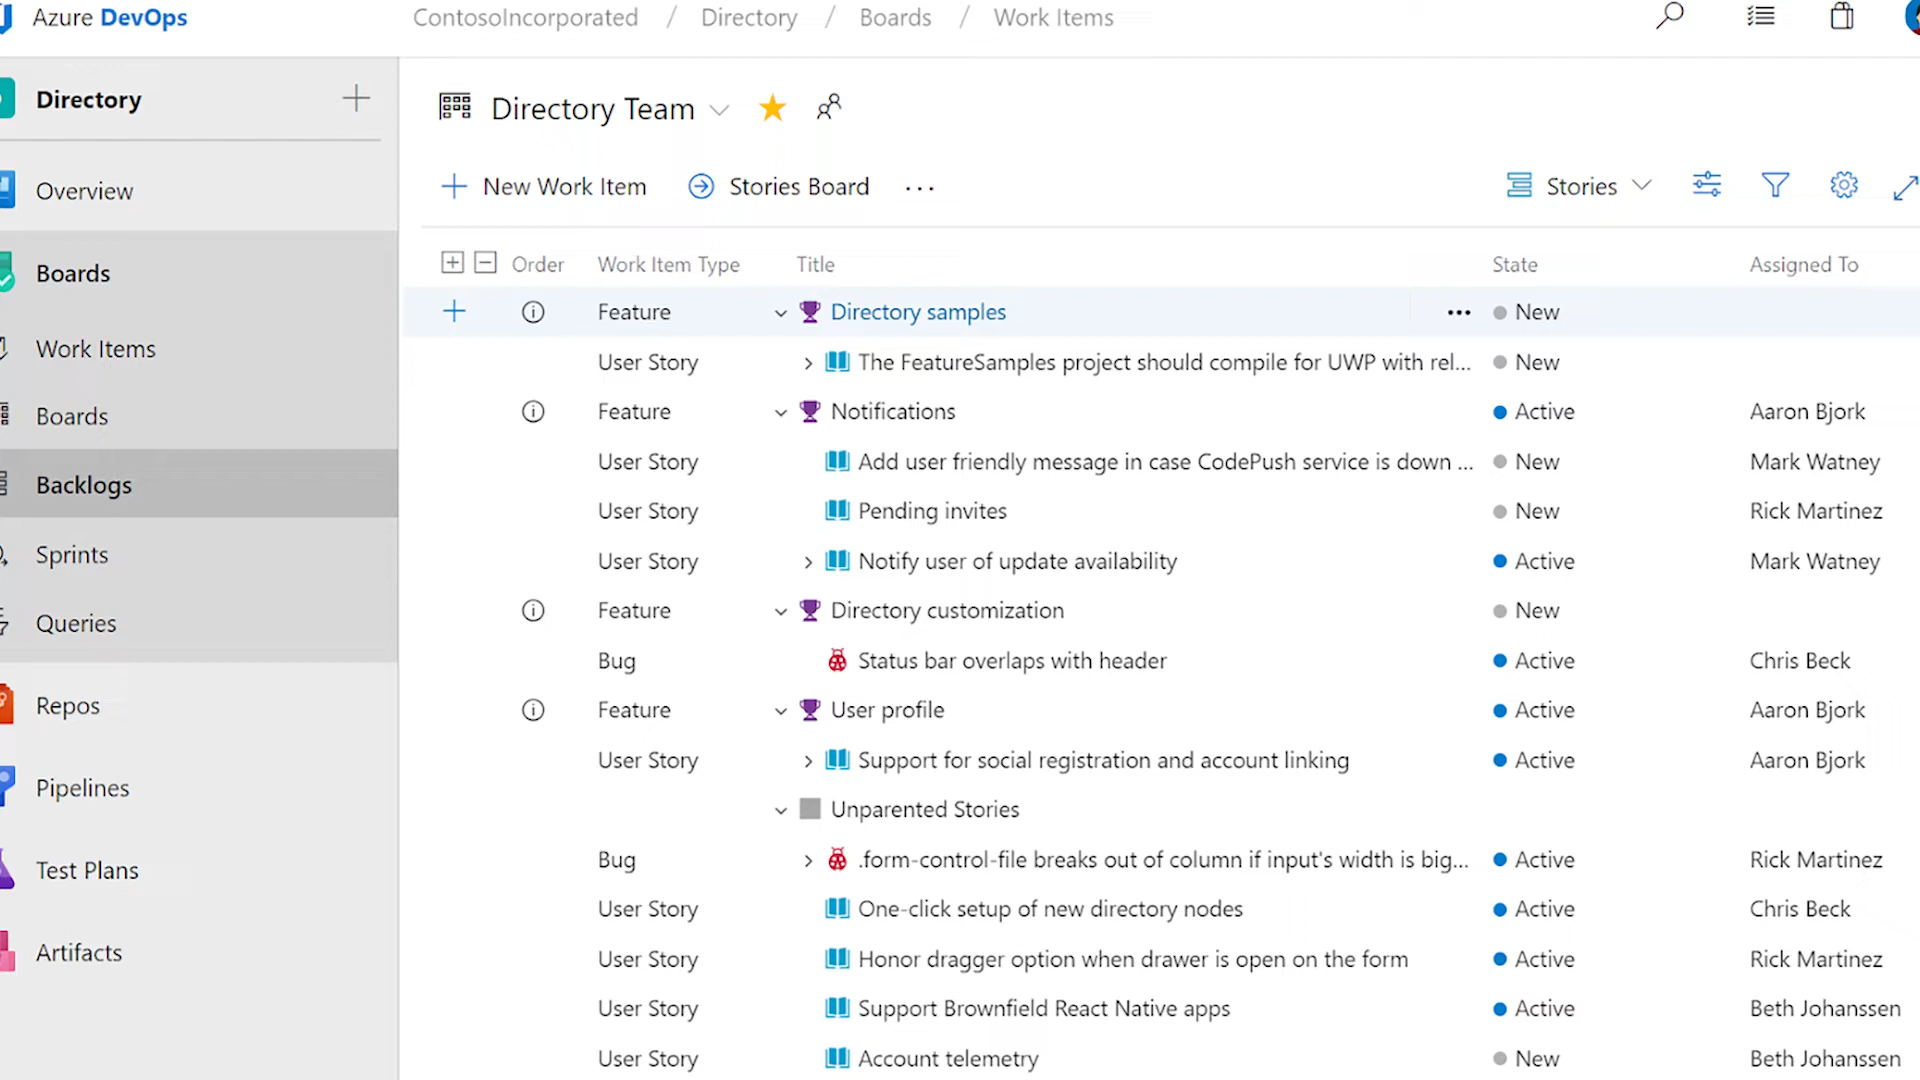 Azure DevOps
ContosoIncorporated / Directory / Boards / Work Items
Directory
Overview
Boards
Work Items
Boards
Backlogs
Sprints
Queries
Repos
Pipelines
Test Plans
Artifacts
Directory Team
New Work Item Stories Board ... Stories
Order Work Item Type Title State Assigned To
Feature Directory samples ... New
User Story The FeatureSamples project should compile for UWP with rel... New
Feature Notifications Active Aaron Bjork
User Story Add user friendly message in case CodePush service is down ... New Mark Watney
User Story Pending invites New Rick Martinez
User Story Notify user of update availability Active Mark Watney
Feature Directory customization New
Bug Status bar overlaps with header Active Chris Beck
Feature User profile Active Aaron Bjork
User Story Support for social registration and account linking Active Aaron Bjork
Unparented Stories
Bug .form-control-file breaks out of column if input's width is big... Active Rick Martinez
User Story One-click setup of new directory nodes Active Chris Beck
User Story Honor dragger option when drawer is open on the form Active Rick Martinez
User Story Support Brownfield React Native apps Active Beth Johanssen
User Story Account telemetry New Beth Johanssen